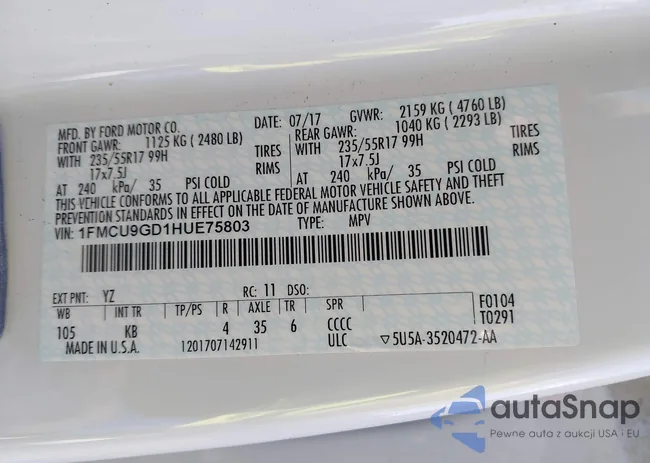 MFD. BY FORD MOTOR CO. DATE: 07/17 GVWR: 2159 KG ( 4760 LB)
FRONT GAWR: 1125 KG ( 2480 LB) REAR GAWR: 1040 KG ( 2293 LB)
WITH 235/55R17 99H TIRES WITH 235/55R17 99H TIRES
17x7.5J RIMS 17x7.5J RIMS
AT 240 kPa/ 35 PSI COLD AT 240 kPa/ 35 PSI COLD
THIS VEHICLE CONFORMS TO ALL APPLICABLE FEDERAL MOTOR VEHICLE SAFETY AND THEFT
PREVENTION STANDARDS IN EFFECT ON THE DATE OF MANUFACTURE SHOWN ABOVE.
VIN: 1FMCU9GD1HUE75803 TYPE: MPV
EXT PNT: YZ RC: 11 DSO: F0104
WB INT TR TP/PS R AXLE TR SPR T0291
105 KB 4 35 6 CCCC
MADE IN U.S.A. 1201707142911 ULC ▽5U5A-3520472-AA
autaSnap
Pewne auta z aukcji USA i EU